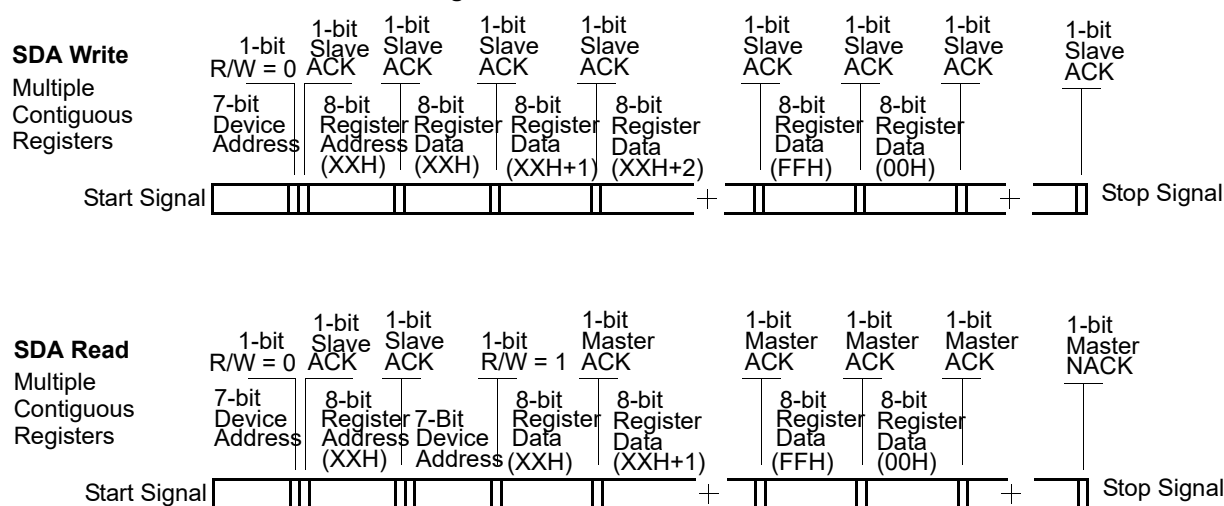 SDA Write
Multiple
Contiguous
Registers
1-bit
R/W = 0
1-bit
Slave
ACK
1-bit
Slave
ACK
1-bit
Slave
ACK
1-bit
Slave
ACK
1-bit
Slave
ACK
1-bit
Slave
ACK
1-bit
Slave
ACK
1-bit
Slave
ACK
7-bit
Device
Address
8-bit
Register
Address
(XXH)
8-bit
Register
Data
(XXH)
8-bit
Register
Data
(XXH+1)
8-bit
Register
Data
(XXH+2)
8-bit
Register
Data
(FFH)
8-bit
Register
Data
(00H)
Start Signal
Stop Signal
SDA Read
Multiple
Contiguous
Registers
1-bit
R/W = 0
1-bit
Slave
ACK
1-bit
Slave
ACK
1-bit
R/W = 1
1-bit
Master
ACK
1-bit
Master
ACK
1-bit
Master
ACK
1-bit
Master
ACK
1-bit
Master
NACK
7-bit
Device
Address
8-bit
Register
Address
(XXH)
7-Bit
Device
Address
8-bit
Register
Data
(XXH)
8-bit
Register
Data
(XXH+1)
8-bit
Register
Data
(FFH)
8-bit
Register
Data
(00H)
Start Signal
Stop Signal